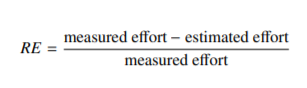 RE = measured effort − estimated effort
measured effort